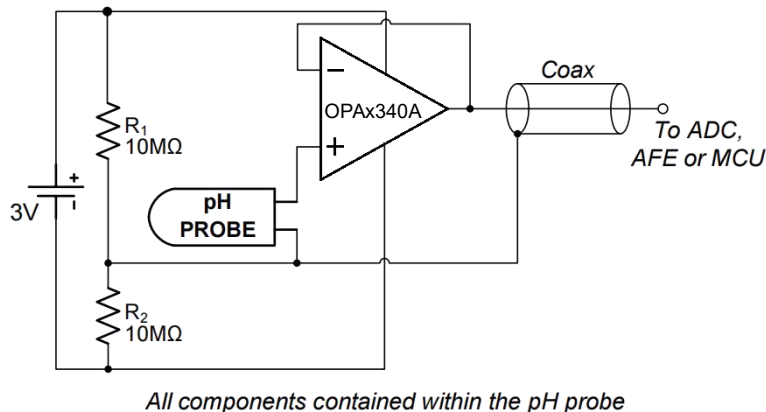 Coax
OPAx340A
To ADC,
AFE or MCU
R1
10MΩ
+
3V
pH
PROBE
R2
10MΩ
All components contained within the pH probe